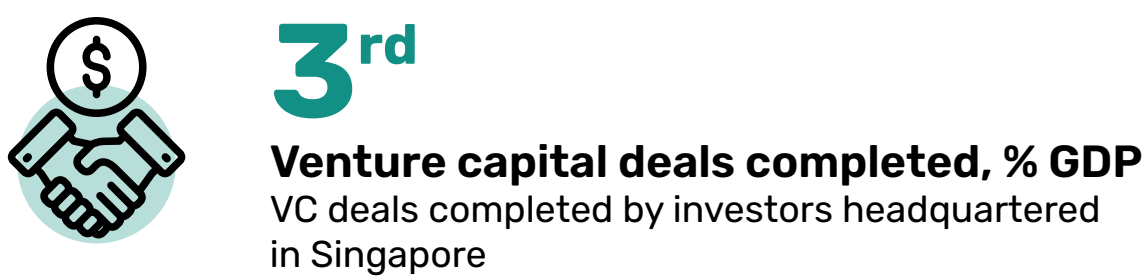 $
3rd
Venture capital deals completed, % GDP
VC deals completed by investors headquartered
in Singapore